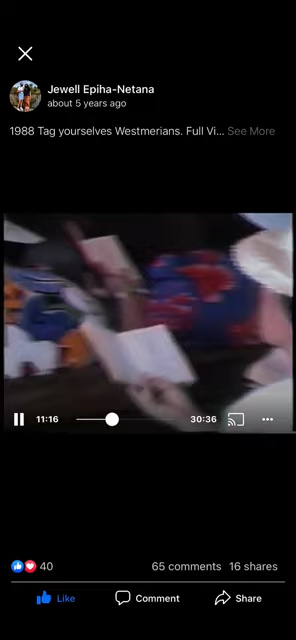 Jewell Epiha-Netana
about 5 years ago
1988 Tag yourselves Westmerians. Full Vi... See More
11:16
30:36
40
65 comments 16 shares
Like Comment Share